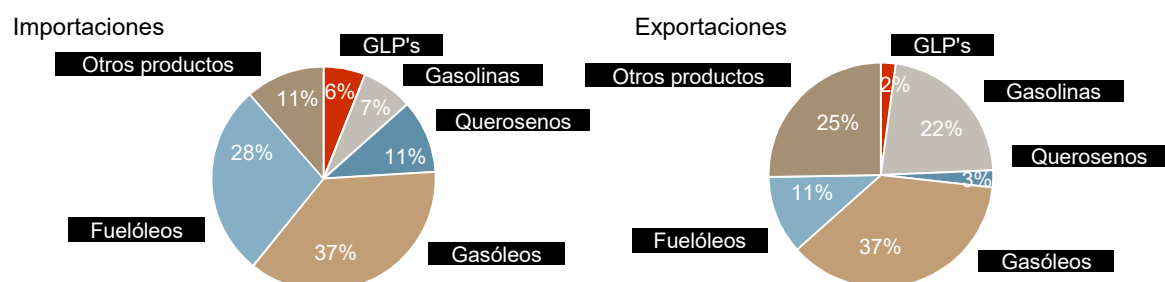 Importaciones
GLP's
Otros productos
Gasolinas
6%
11%
7%
Querosenos
28%
11%
Fuelóleos
37%
Gasóleos
Exportaciones
GLP's
Otros productos
2%
Gasolinas
25%
22%
Querosenos
3%
11%
Fuelóleos
37%
Gasóleos